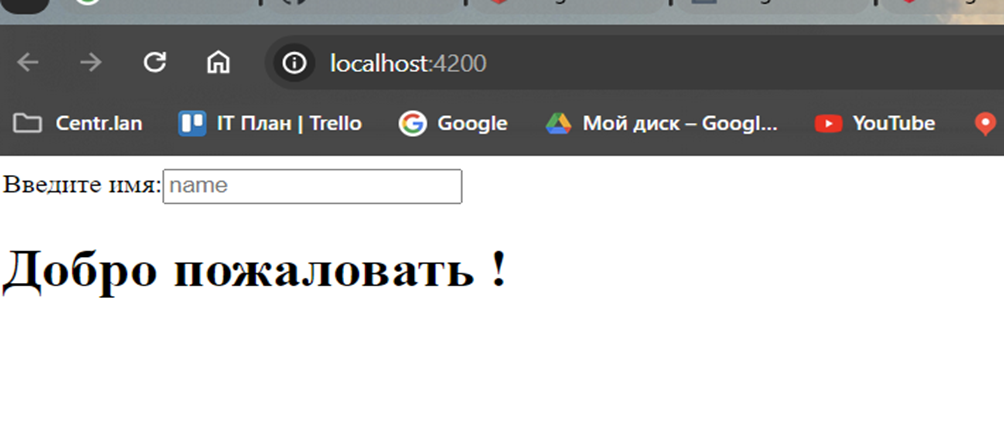 localhost:4200
Centr.lan IT План | Trello Google Мой диск – Googl... YouTube
Введите имя: name
Добро пожаловать !